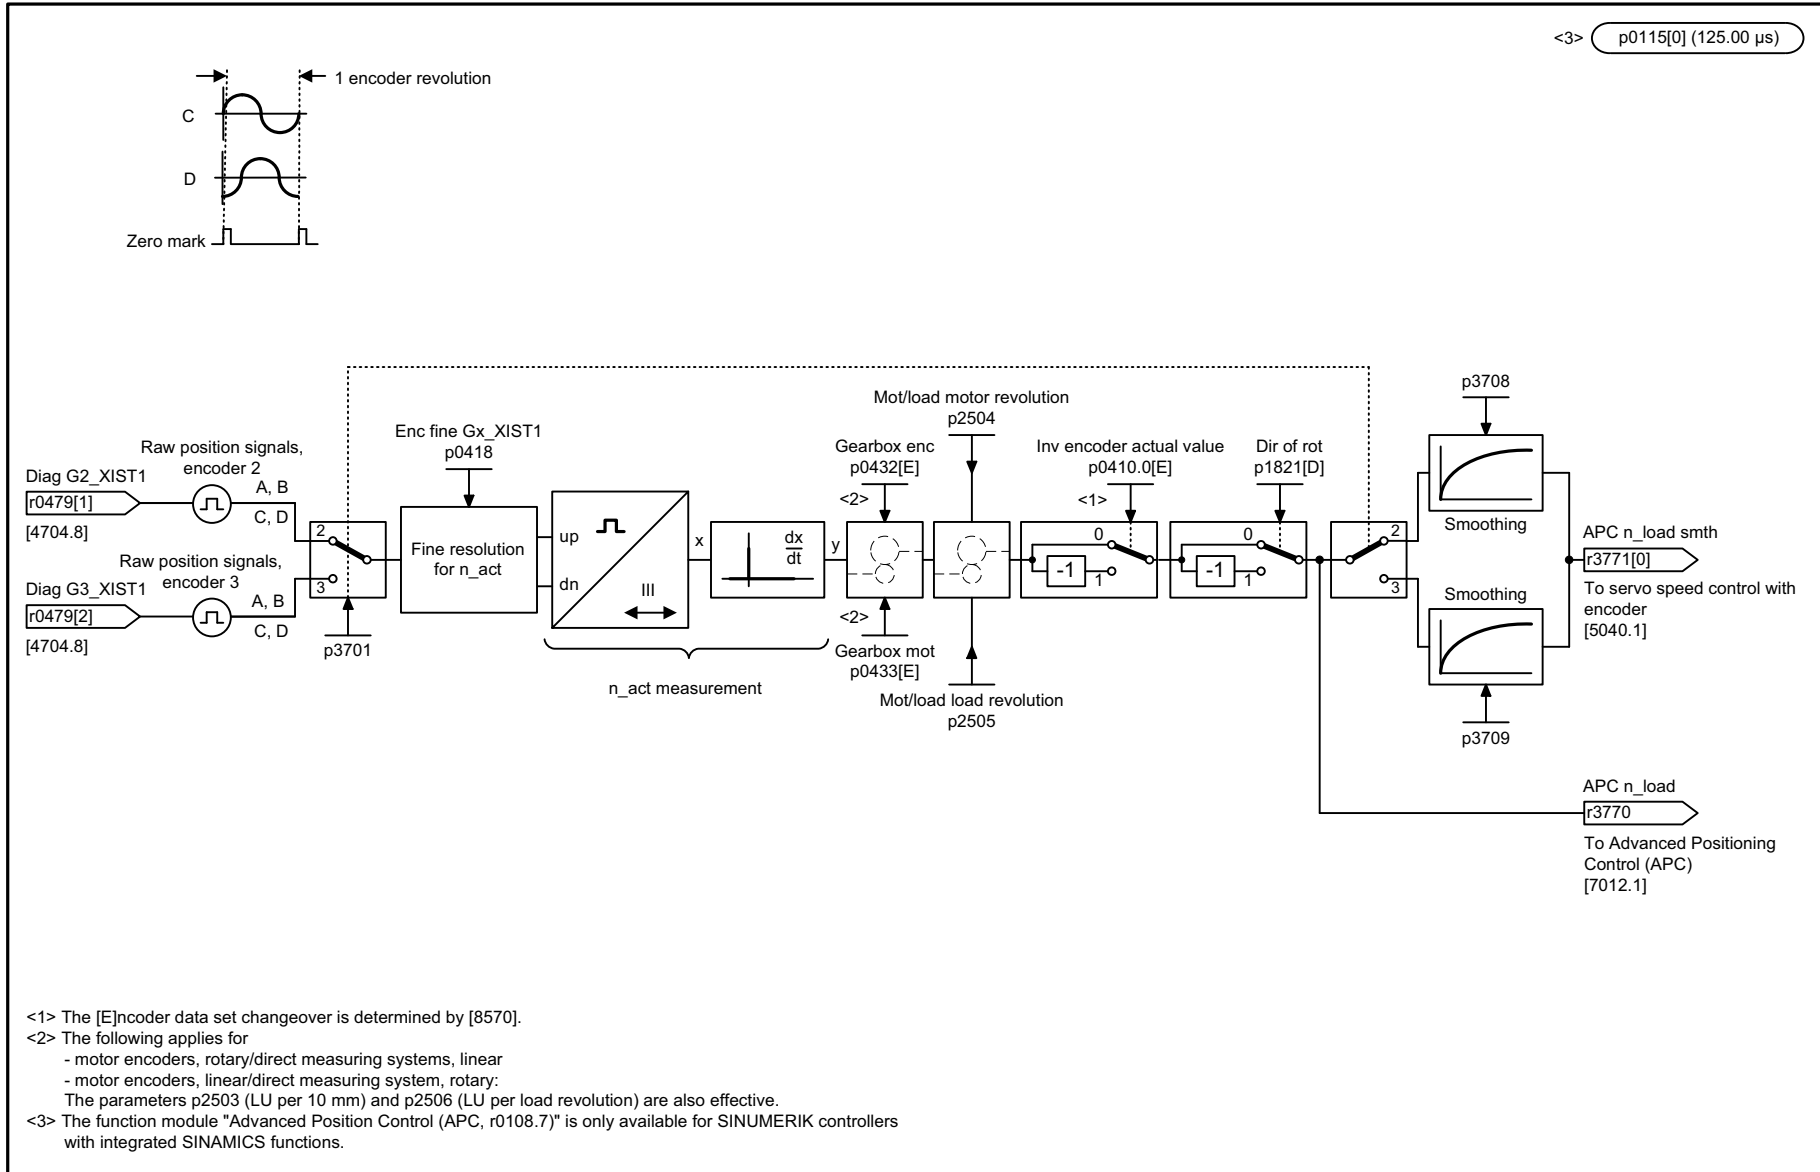 <3> p0115[0] (125.00 µs)
1 encoder revolution
C
D
Zero mark
p3708
Mot/load motor revolution
p2504
Enc fine Gx_XIST1
p0418
Gearbox enc
p0432[E]
<2>
Inv encoder actual value
p0410.0[E]
<1>
Dir of rot
p1821[D]
Raw position signals,
encoder 2
Diag G2_XIST1
r0479[1]
[4704.8]
A, B
C, D
2
3
Fine resolution
for n_act
up
dn
III
x
dx
dt
y
0
-1
1
0
-1
1
2
3
Smoothing
APC n_load smth
r3771[0]
To servo speed control with
encoder
[5040.1]
Raw position signals,
encoder 3
Diag G3_XIST1
r0479[2]
[4704.8]
A, B
C, D
p3701
n_act measurement
<2>
Gearbox mot
p0433[E]
Mot/load load revolution
p2505
Smoothing
p3709
APC n_load
r3770
To Advanced Positioning
Control (APC)
[7012.1]
<1> The [E]ncoder data set changeover is determined by [8570].
<2> The following applies for
- motor encoders, rotary/direct measuring systems, linear
- motor encoders, linear/direct measuring system, rotary:
The parameters p2503 (LU per 10 mm) and p2506 (LU per load revolution) are also effective.
<3> The function module "Advanced Position Control (APC, r0108.7)" is only available for SINUMERIK controllers
with integrated SINAMICS functions.